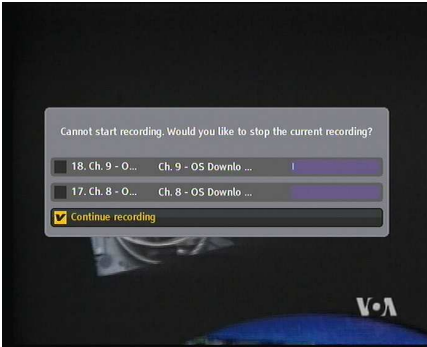 Cannot start recording. Would you like to stop the current recording?
18. Ch. 9 - O... Ch. 9 - OS Downlo ...
17. Ch. 8 - O... Ch. 8 - OS Downlo ...
Continue recording
VOA